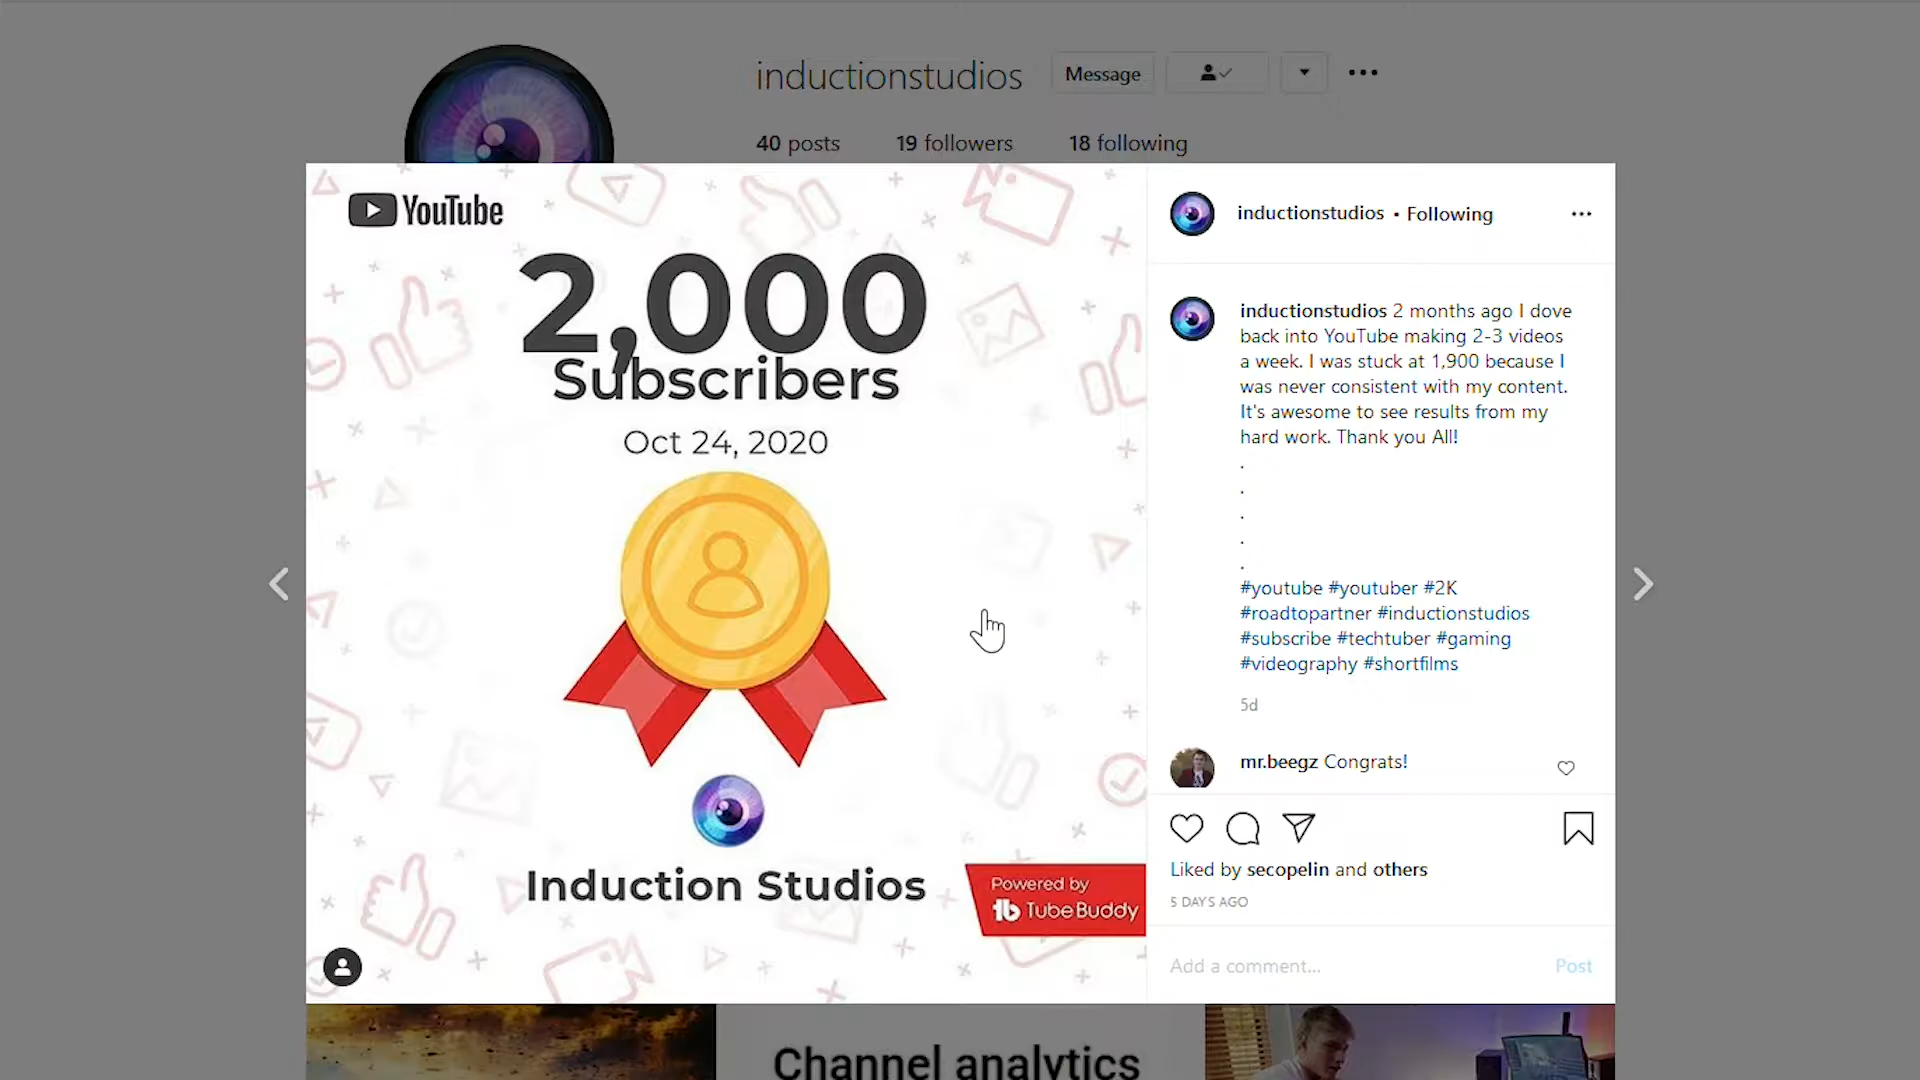 inductionstudios
Message
40 posts
19 followers
18 following
YouTube
2,000
Subscribers
Oct 24, 2020
Induction Studios
Powered by
tb TubeBuddy
inductionstudios • Following
inductionstudios 2 months ago I dove
back into YouTube making 2-3 videos
a week. I was stuck at 1,900 because I
was never consistent with my content.
It's awesome to see results from my
hard work. Thank you All!
.
.
.
.
.
#youtube #youtuber #2K
#roadtopartner #inductionstudios
#subscribe #techtuber #gaming
#videography #shortfilms
5d
mr.beegz Congrats!
Liked by secopelin and others
5 DAYS AGO
Add a comment...
Post
Channel analytics